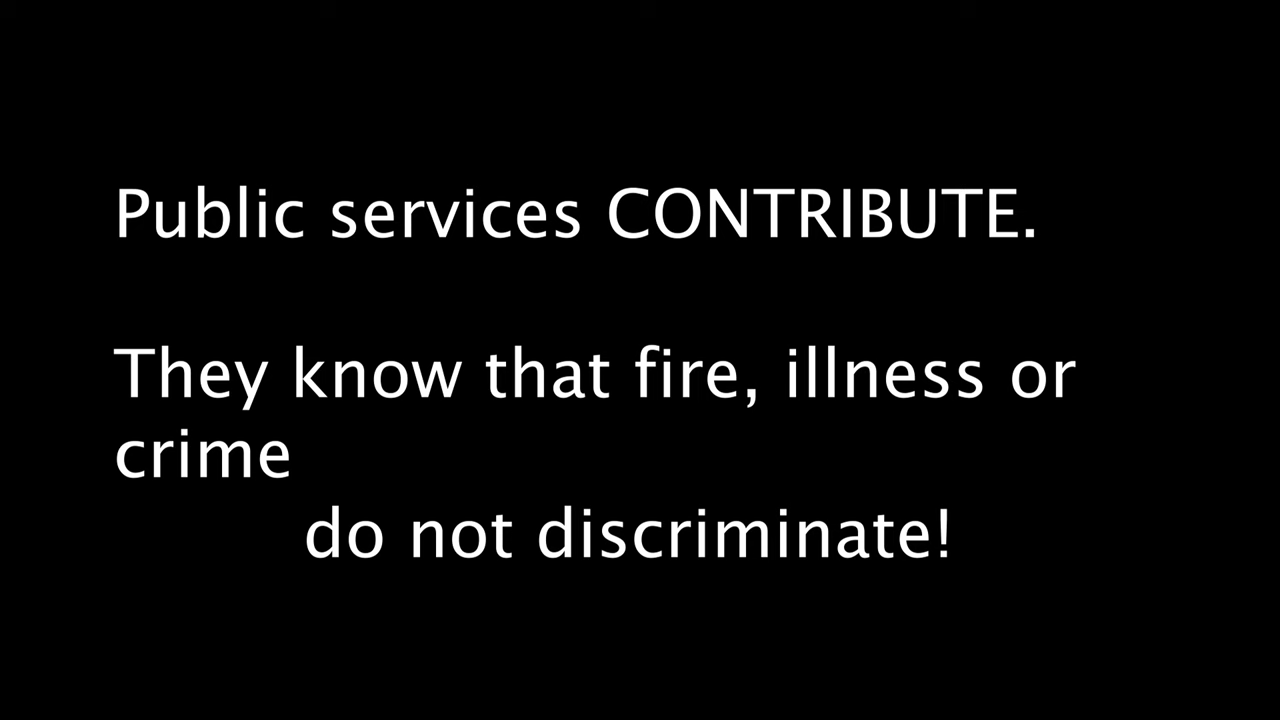 Public services CONTRIBUTE.
They know that fire, illness or
crime
do not discriminate!